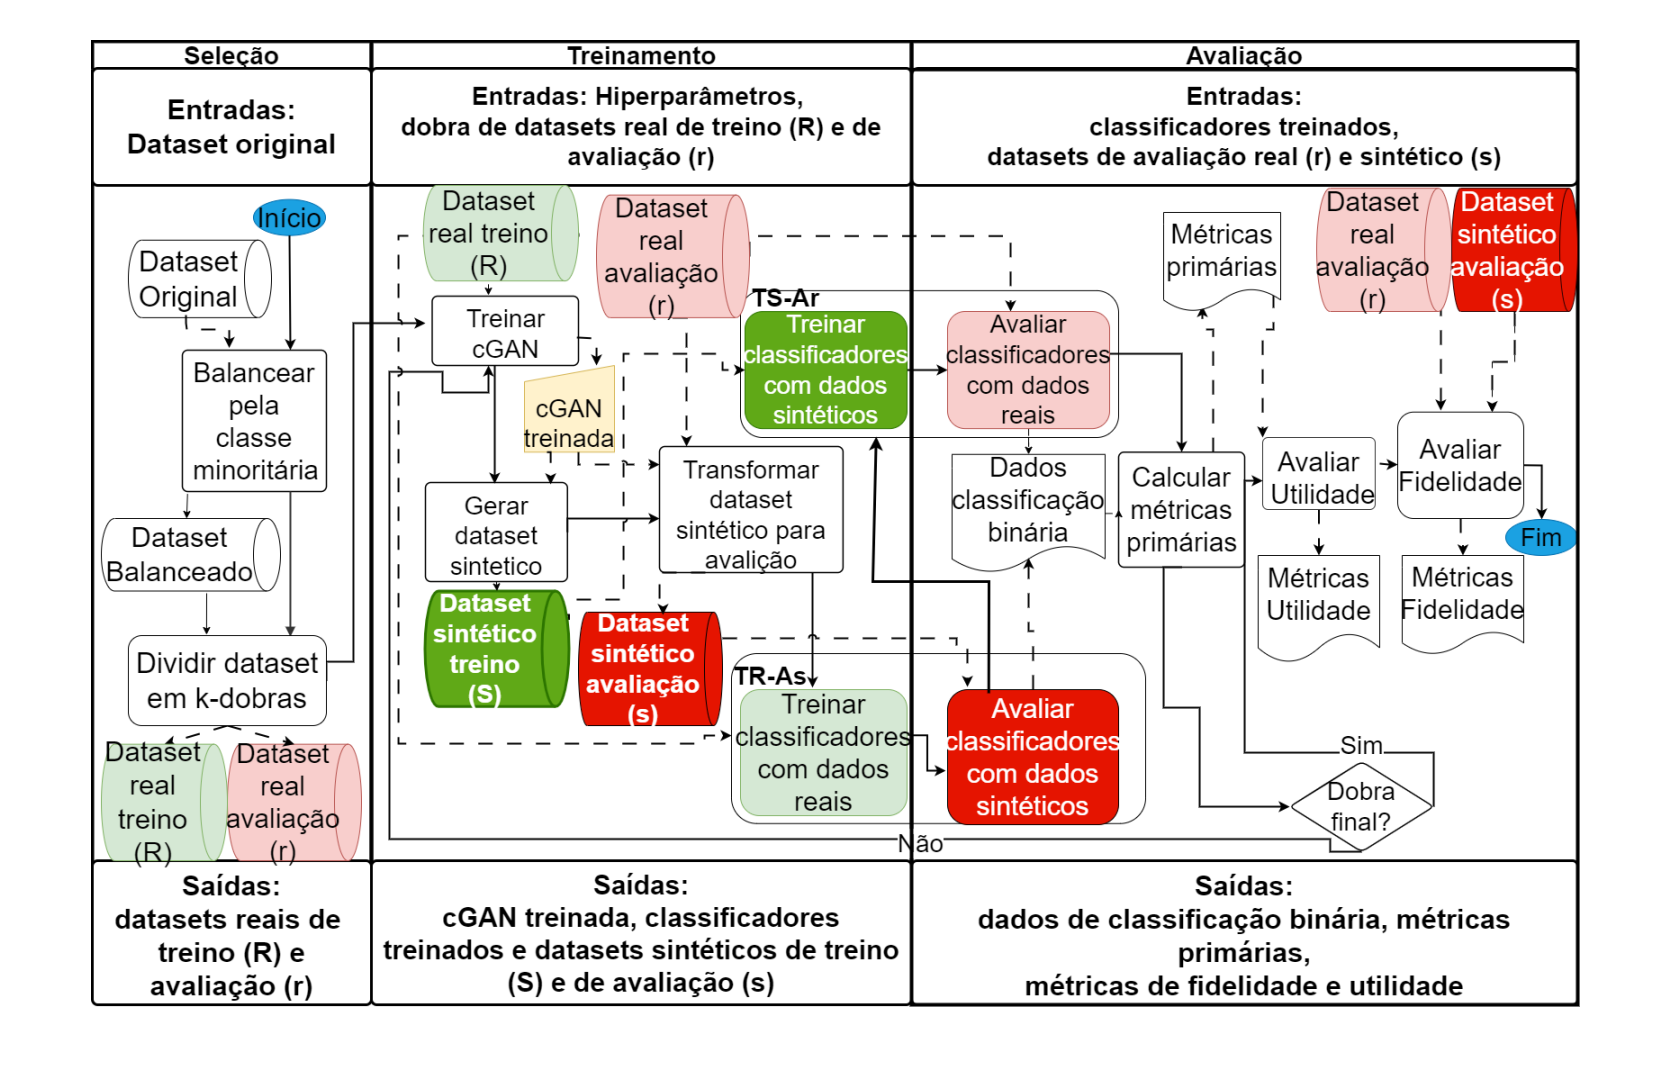 Seleção
Treinamento
Avaliação
Entradas:
Dataset original
Entradas: Hiperparâmetros,
dobra de datasets real de treino (R) e de
avaliação (r)
Entradas:
classificadores treinados,
datasets de avaliação real (r) e sintético (s)
Início
Dataset
Original
Balancear
pela
classe
minoritária
Dataset
Balanceado
Dividir dataset
em k-dobras
Dataset
real
treino
(R)
Dataset
real
avaliação
(r)
Dataset
real treino
(R)
Dataset
real
avaliação
(r)
Treinar
cGAN
cGAN
treinada
Gerar
dataset
sintetico
Transformar
dataset
sintético para
avalição
Dataset
sintético
treino
(S)
Dataset
sintético
avaliação
(s)
TS-Ar
Treinar
classificadores
com dados
sintéticos
Avaliar
classificadores
com dados
reais
TR-As
Treinar
classificadores
com dados
reais
Avaliar
classificadores
com dados
sintéticos
Dados
classificação
binária
Métricas
primárias
Dataset
real
avaliação
(r)
Dataset
sintético
avaliação
(s)
Calcular
métricas
primárias
Avaliar
Utilidade
Avaliar
Fidelidade
Fim
Métricas
Utilidade
Métricas
Fidelidade
Sim
Dobra
final?
Não
Saídas:
datasets reais de
treino (R) e
avaliação (r)
Saídas:
cGAN treinada, classificadores
treinados e datasets sintéticos de treino
(S) e de avaliação (s)
Saídas:
dados de classificação binária, métricas
primárias,
métricas de fidelidade e utilidade